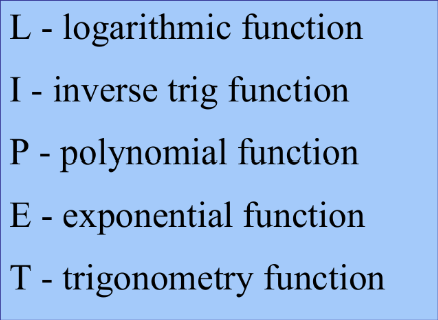 L - logarithmic function
I - inverse trig function
P - polynomial function
E - exponential function
T - trigonometry function